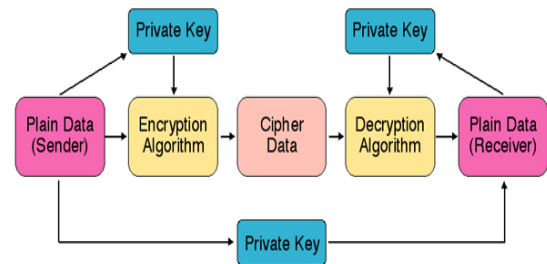 Private Key
Private Key
Plain Data
(Sender)
Encryption
Algorithm
Cipher
Data
Decryption
Algorithm
Plain Data
(Receiver)
Private Key